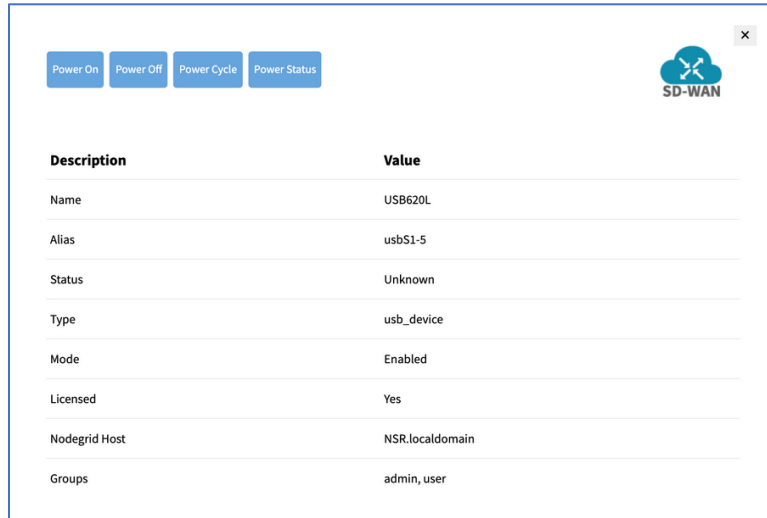 ×
Power On Power Off Power Cycle Power Status
SD-WAN
Description Value
Name USB620L
Alias usbS1-5
Status Unknown
Type usb_device
Mode Enabled
Licensed Yes
Nodegrid Host NSR.localdomain
Groups admin, user